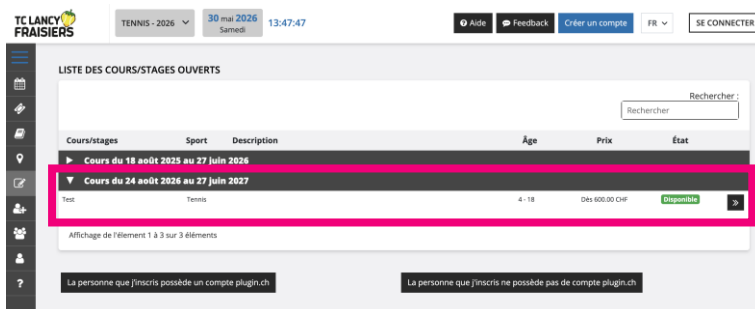 TC LANCY
FRAISIERS
TENNIS - 2026
30 mai 2026
Samedi
13:47:47
Aide
Feedback
Créer un compte
FR
SE CONNECTER
LISTE DES COURS/STAGES OUVERTS
Rechercher :
Rechercher
Cours/stages Sport Description Âge Prix État
Cours du 18 août 2025 au 27 juin 2026
Cours du 24 août 2026 au 27 juin 2027
Test Tennis 4 - 18 Dès 600.00 CHF Disponible
Affichage de l'élement 1 à 3 sur 3 éléments
La personne que j'inscris possède un compte plugin.ch
La personne que j'inscris ne possède pas de compte plugin.ch